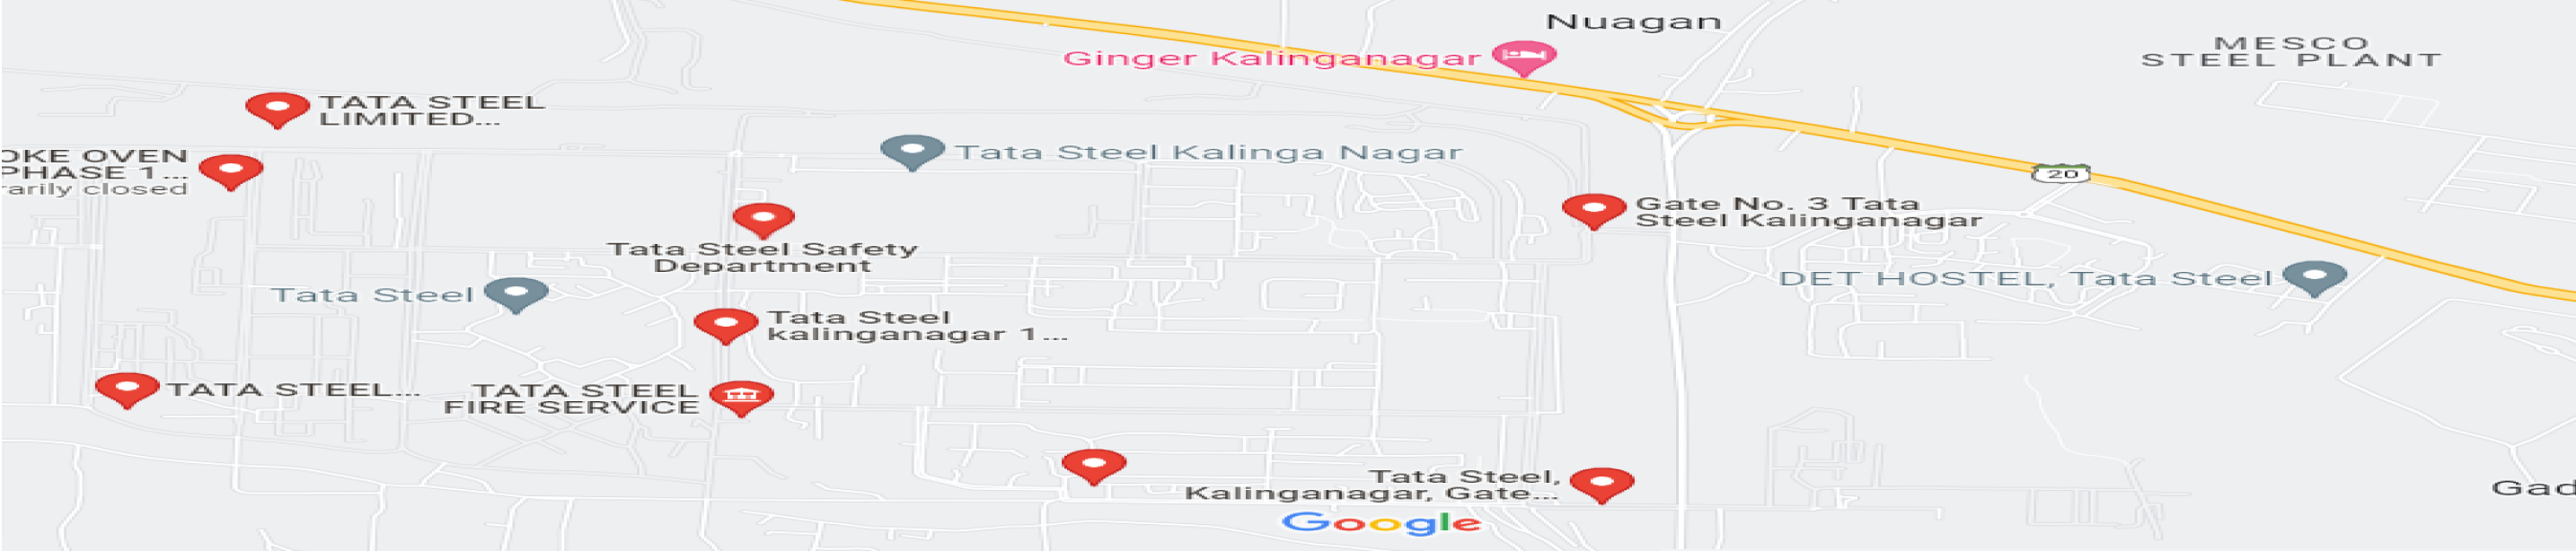 Nuagan
Ginger Kalinganagar
MESCO
STEEL PLANT
TATA STEEL
LIMITED...
OKE OVEN
PHASE 1...
rarily closed
Tata Steel Kalinga Nagar
20
Gate No. 3 Tata
Steel Kalinganagar
Tata Steel Safety
Department
DET HOSTEL, Tata Steel
Tata Steel
Tata Steel
kalinganagar 1...
TATA STEEL...
TATA STEEL
FIRE SERVICE
Tata Steel,
Kalinganagar, Gate...
Gad
Google